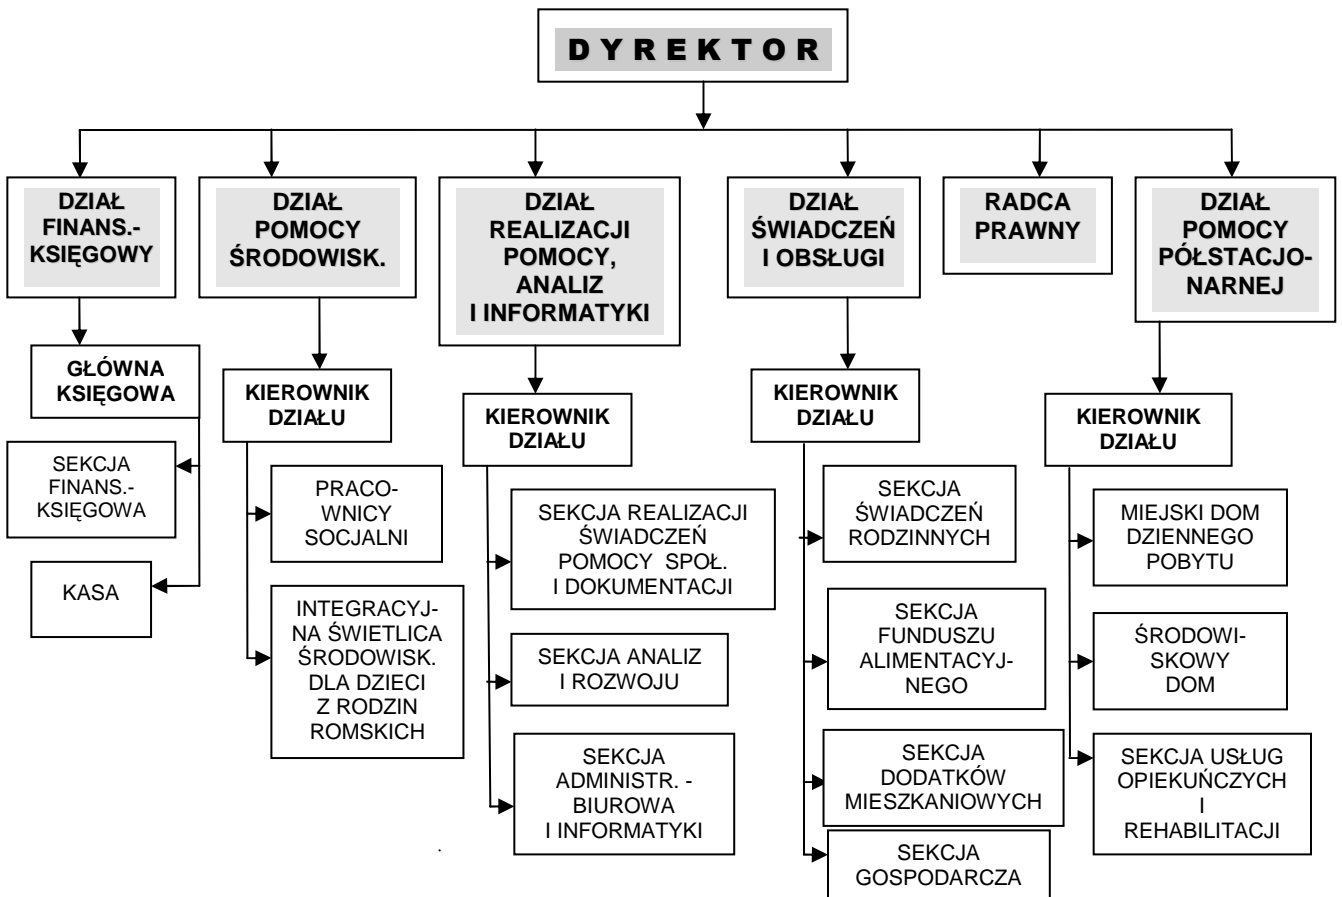 D Y R E K T O R
DZIAŁ
FINANS.-
KSIĘGOWY
DZIAŁ
POMOCY
ŚRODOWISK.
DZIAŁ
REALIZACJI
POMOCY,
ANALIZ
I INFORMATYKI
DZIAŁ
ŚWIADCZEŃ
I OBSŁUGI
RADCA
PRAWNY
DZIAŁ
POMOCY
PÓŁSTACJO-
NARNEJ
GŁÓWNA
KSIĘGOWA
SEKCJA
FINANS.-
KSIĘGOWA
KASA
KIEROWNIK
DZIAŁU
PRACO-
WNICY
SOCJALNI
INTEGRACYJ-
NA ŚWIETLICA
ŚRODOWISK.
DLA DZIECI
Z RODZIN
ROMSKICH
KIEROWNIK
DZIAŁU
SEKCJA REALIZACJI
ŚWIADCZEŃ
POMOCY SPOŁ.
I DOKUMENTACJI
SEKCJA ANALIZ
I ROZWOJU
SEKCJA
ADMINISTR. -
BIUROWA
I INFORMATYKI
KIEROWNIK
DZIAŁU
SEKCJA
ŚWIADCZEŃ
RODZINNYCH
SEKCJA
FUNDUSZU
ALIMENTACYJ-
NEGO
SEKCJA
DODATKÓW
MIESZKANIOWYCH
SEKCJA
GOSPODARCZA
KIEROWNIK
DZIAŁU
MIEJSKI DOM
DZIENNEGO
POBYTU
ŚRODOWI-
SKOWY
DOM
SEKCJA USŁUG
OPIEKUŃCZYCH
I
REHABILITACJI